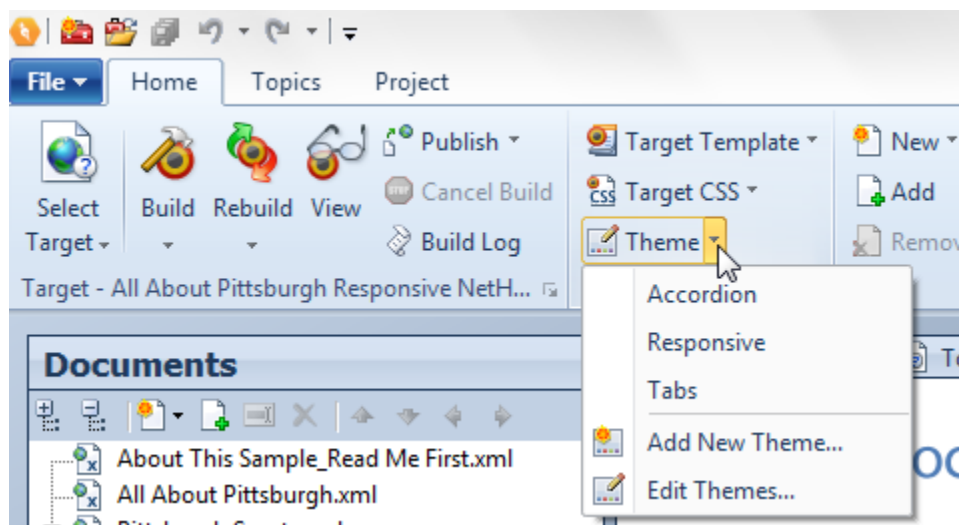 File Home Topics Project
Publish Target Template New
Cancel Build Target CSS Add
Select Build Rebuild View
Target Build Log Theme
Target - All About Pittsburgh Responsive NetH...
Accordion
Responsive
Tabs
Add New Theme...
Edit Themes...
Documents
About This Sample_Read Me First.xml
All About Pittsburgh.xml